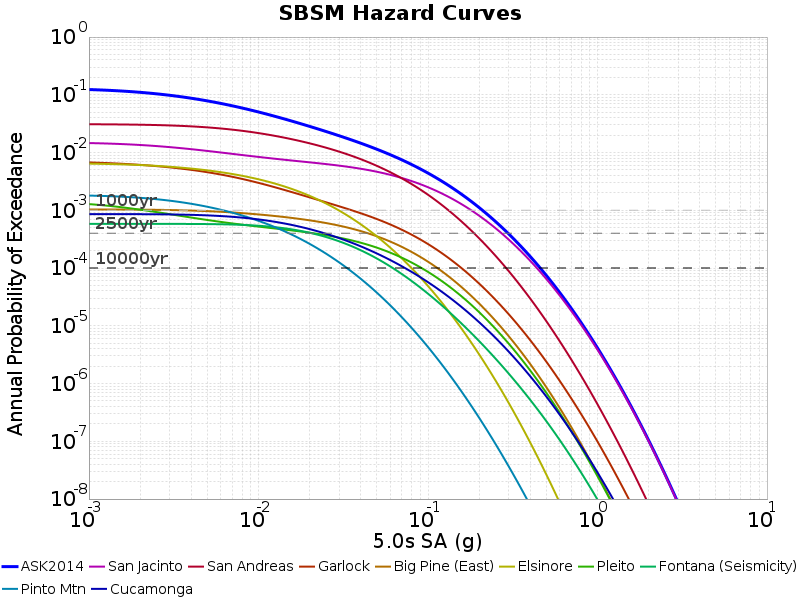 SBSM Hazard Curves
Annual Probability of Exceedance
10^0
10^-1
10^-2
10^-3
10^-4
10^-5
10^-6
10^-7
10^-8
1000yr
2500yr
10000yr
10^-3 10^-2 10^-1 10^0 10^1
5.0s SA (g)
ASK2014 San Jacinto San Andreas Garlock Big Pine (East) Elsinore Pleito Fontana (Seismicity)
Pinto Mtn Cucamonga